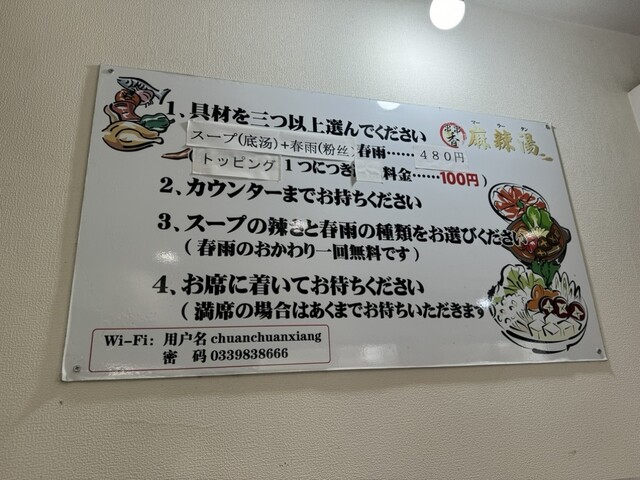 1、具材を三つ以上選んでください
マーラータン
麻辣湯
スープ(底汤)+春雨(粉丝)春雨……480円
(トッピング１つにつき 料金……100円)
2、カウンターまでお持ちください
3、スープの辣さと春雨の種類をお選びください
(春雨のおかわり一回無料です)
4、お席に着いてお待ちください
(満席の場合はあくまでお待ちいただきます
Wi-Fi：用户名 chuanchuanxiang
密 码 0339838666